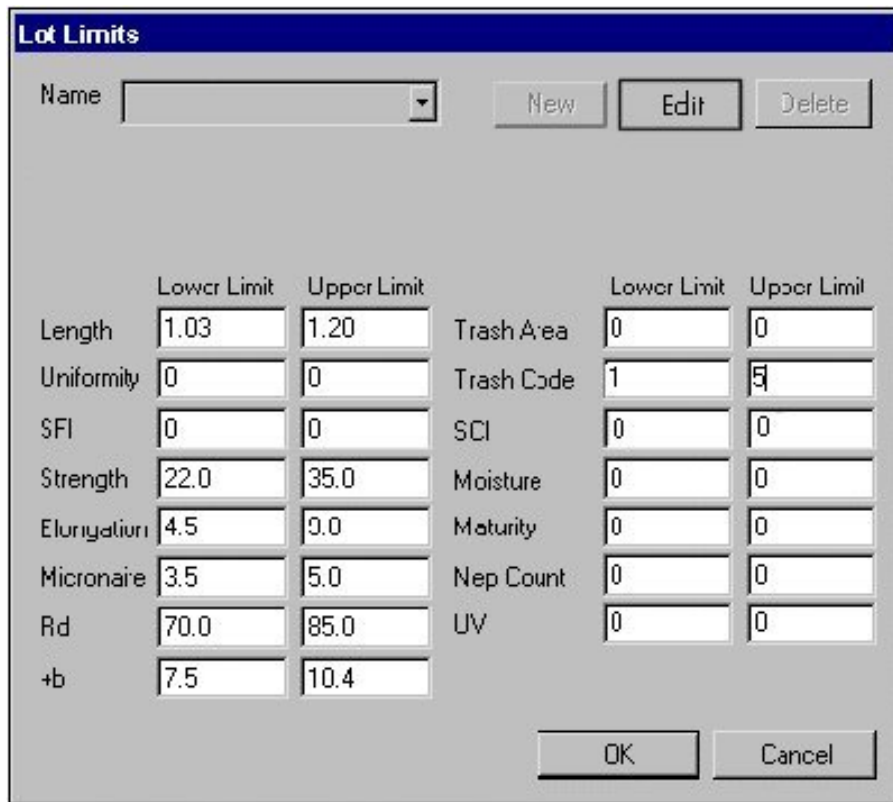 Lot Limits
Name New Edit Delete
Lower Limit Upper Limit Lower Limit Upper Limit
Length 1.03 1.20 Trash Area 0 0
Uniformity 0 0 Trash Code 1 5
SFI 0 0 SCI 0 0
Strength 22.0 35.0 Moisture 0 0
Elongation 4.5 Maturity 0 0
Micronaire 3.5 5.0 Nep Count 0 0
Rd 70.0 85.0 UV 0 0
+b 7.5 10.4
OK Cancel